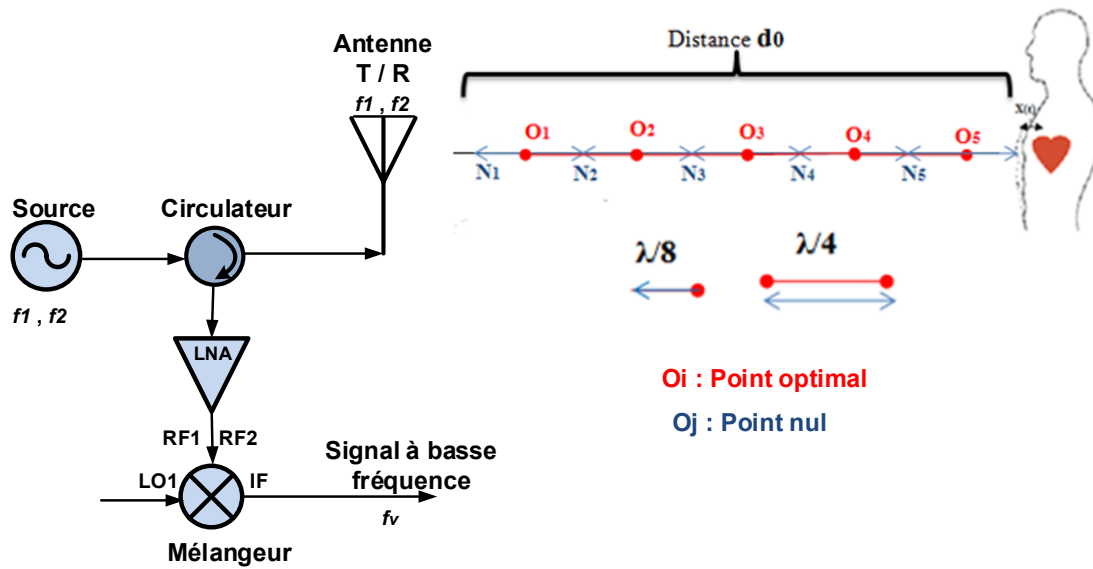 Antenne
T / R
f1 , f2
Distance d0
X(t)
O1 O2 O3 O4 O5
N1 N2 N3 N4 N5
Source
Circulateur
f1 , f2
λ/8
λ/4
LNA
Oi : Point optimal
Oj : Point nul
RF1 RF2
LO1
IF
Signal à basse
fréquence
fv
Mélangeur